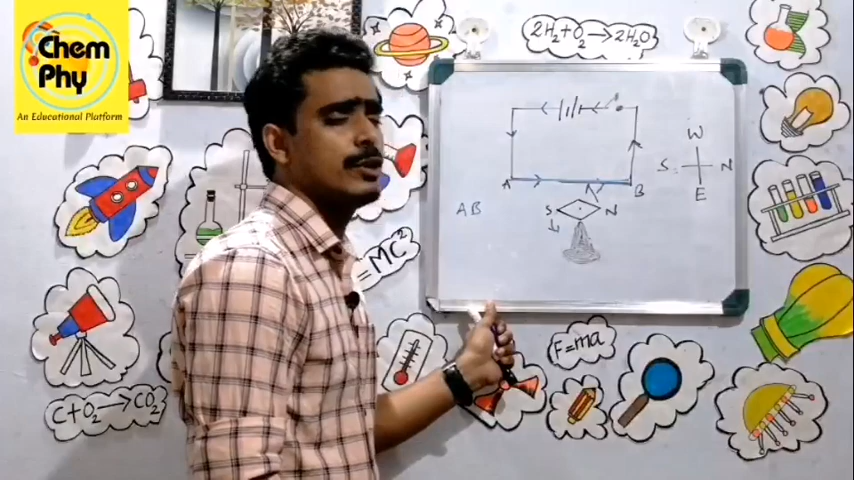 Chem
Phy
An Educational Platform
2H₂+O₂→2H₂O
W
S
N
E
A
B
AB
S
N
=MC²
F=ma
C+O₂→CO₂